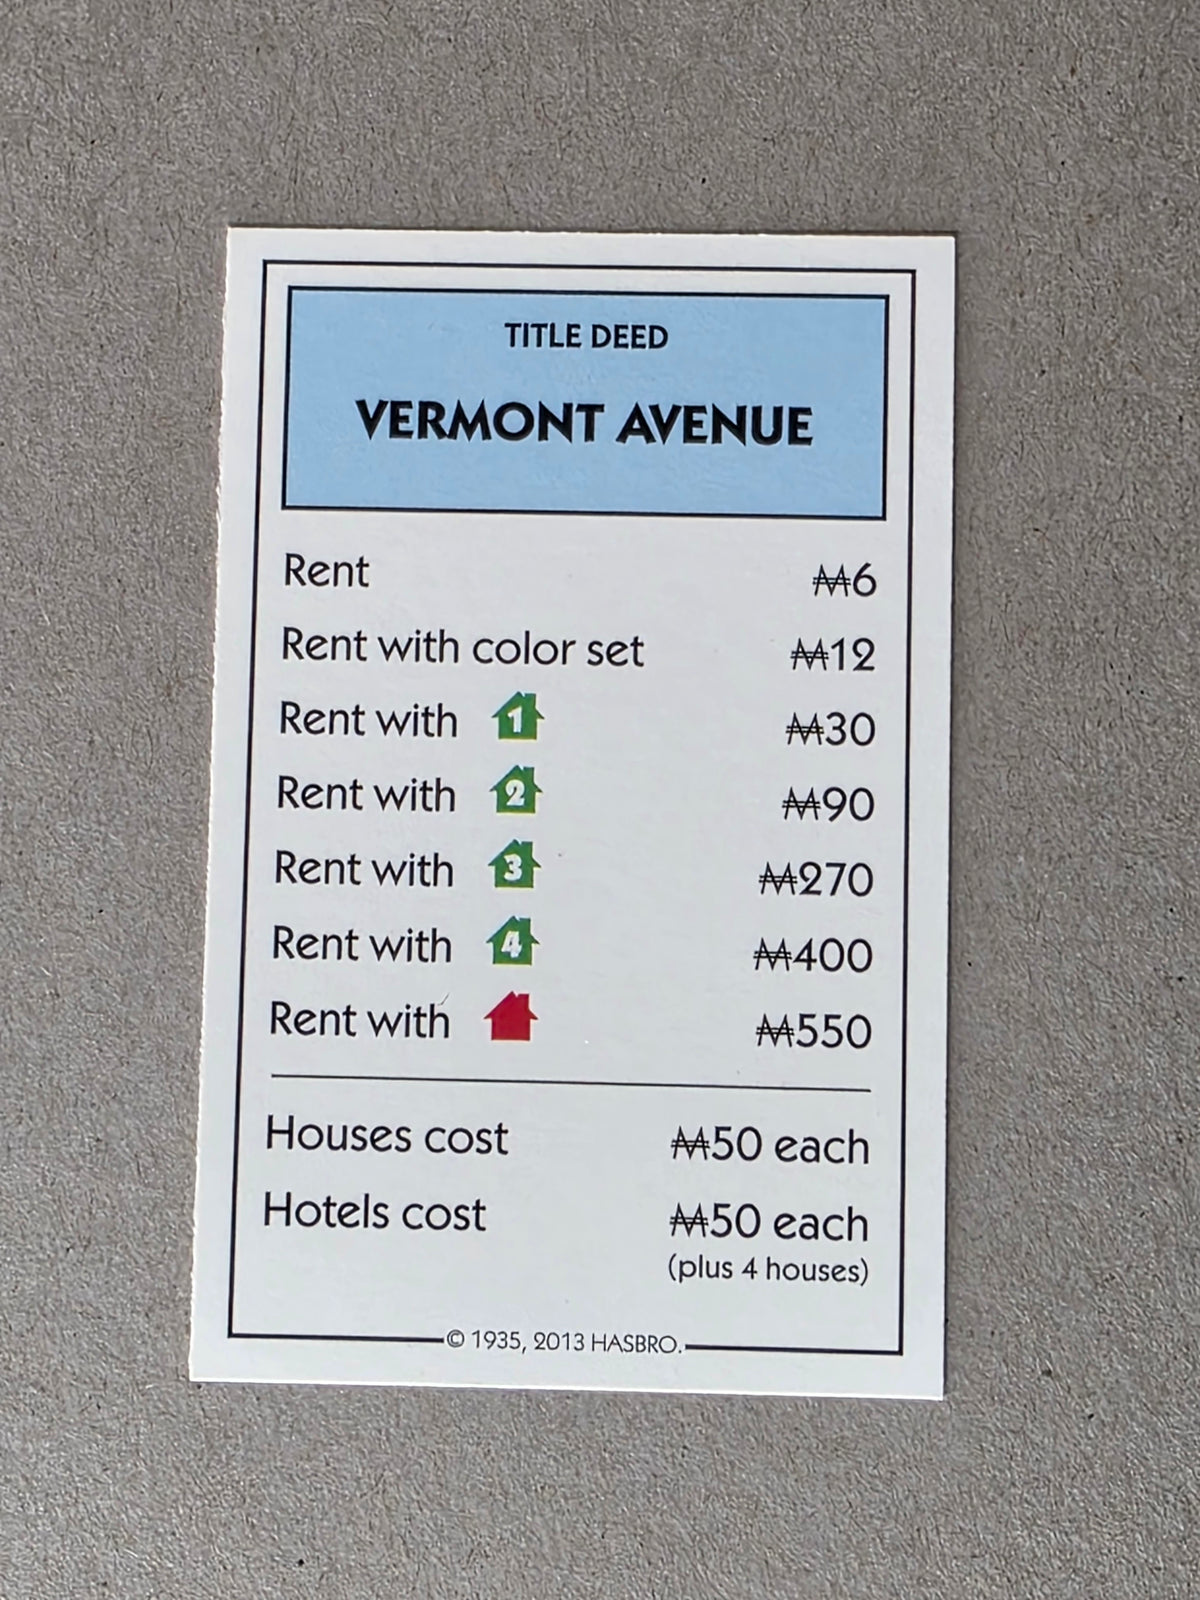 TITLE DEED
VERMONT AVENUE
Rent ₩6
Rent with color set ₩12
Rent with 1 ₩30
Rent with 2 ₩90
Rent with 3 ₩270
Rent with 4 ₩400
Rent with ₩550
Houses cost ₩50 each
Hotels cost ₩50 each
(plus 4 houses)
© 1935, 2013 HASBRO.